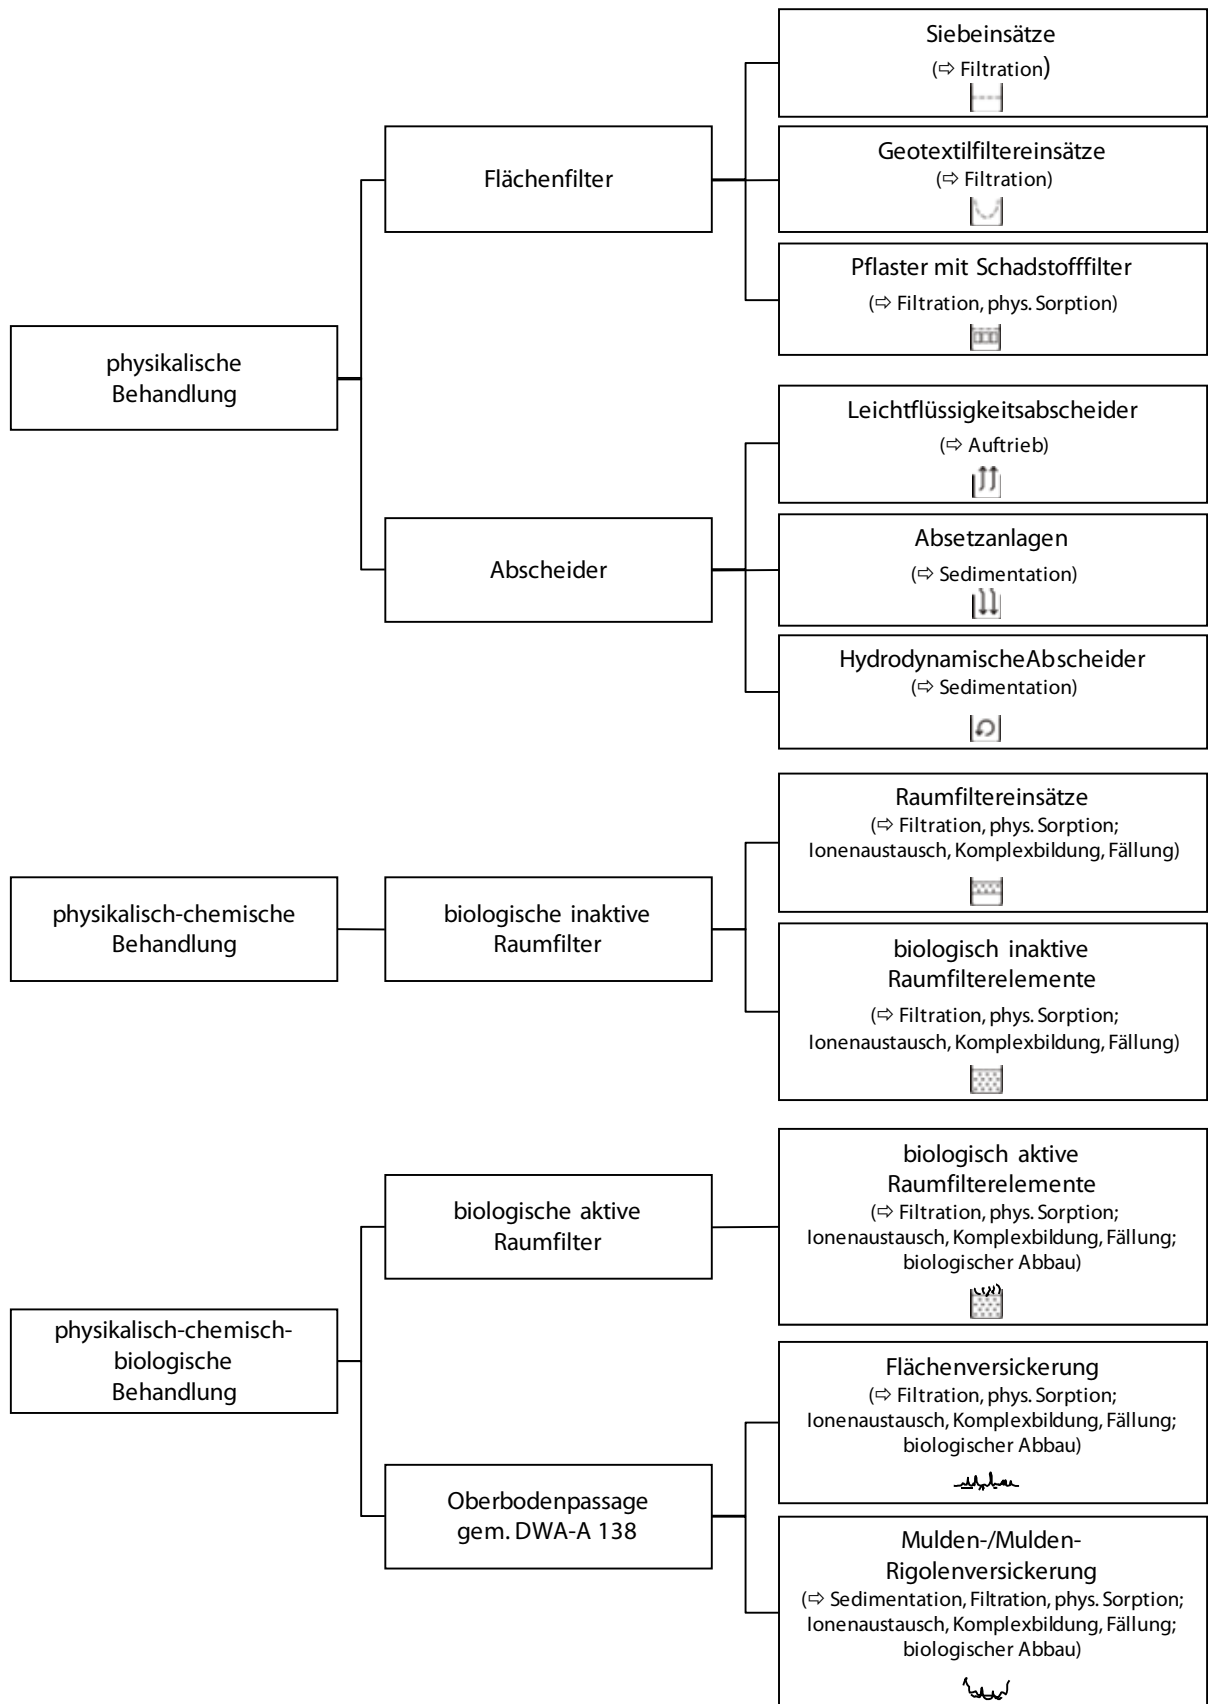 Siebeinsätze
(⇨ Filtration)
Geotextilfiltereinsätze
(⇨ Filtration)
Flächenfilter
Pflaster mit Schadstofffilter
(⇨ Filtration, phys. Sorption)
physikalische
Behandlung
Leichtflüssigkeitsabscheider
(⇨ Auftrieb)
Absetzanlagen
(⇨ Sedimentation)
Abscheider
HydrodynamischeAbscheider
(⇨ Sedimentation)
Raumfiltereinsätze
(⇨ Filtration, phys. Sorption;
Ionenaustausch, Komplexbildung, Fällung)
physikalisch-chemische
Behandlung
biologische inaktive
Raumfilter
biologisch inaktive
Raumfilterelemente
(⇨ Filtration, phys. Sorption;
Ionenaustausch, Komplexbildung, Fällung)
biologisch aktive
Raumfilterelemente
(⇨ Filtration, phys. Sorption;
Ionenaustausch, Komplexbildung, Fällung;
biologischer Abbau)
biologische aktive
Raumfilter
physikalisch-chemisch-
biologische
Behandlung
Flächenversickerung
(⇨ Filtration, phys. Sorption;
Ionenaustausch, Komplexbildung, Fällung;
biologischer Abbau)
Oberbodenpassage
gem. DWA-A 138
Mulden-/Mulden-
Rigolenversickerung
(⇨ Sedimentation, Filtration, phys. Sorption;
Ionenaustausch, Komplexbildung, Fällung;
biologischer Abbau)